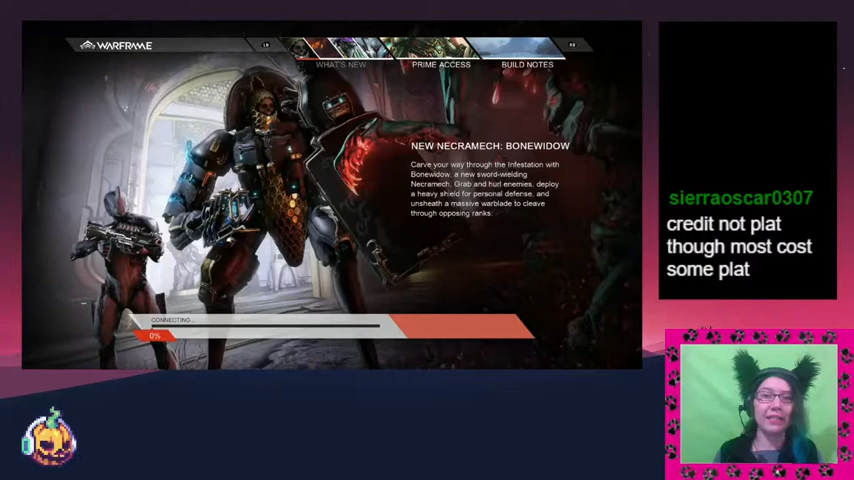 WARFRAME
LB
RB
WHAT'S NEW
PRIME ACCESS
BUILD NOTES
NEW NECRAMECH: BONEWIDOW
Carve your way through the Infestation with
Bonewidow, a new sword-wielding
Necramech. Grab and hurl enemies, deploy
a heavy shield for personal defense, and
unsheath a massive warblade to cleave
through opposing ranks.
CONNECTING...
0%
sierraoscar0307
credit not plat
though most cost
some plat